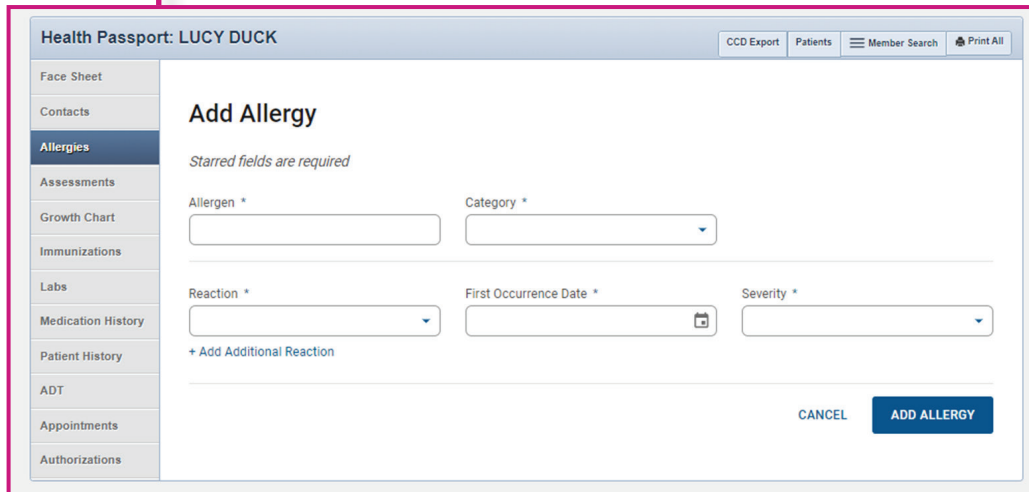 Health Passport: LUCY DUCK
CCD Export Patients Member Search Print All
Face Sheet
Contacts
Allergies
Assessments
Growth Chart
Immunizations
Labs
Medication History
Patient History
ADT
Appointments
Authorizations
Add Allergy
Starred fields are required
Allergen * Category *
Reaction * First Occurrence Date * Severity *
+ Add Additional Reaction
CANCEL ADD ALLERGY